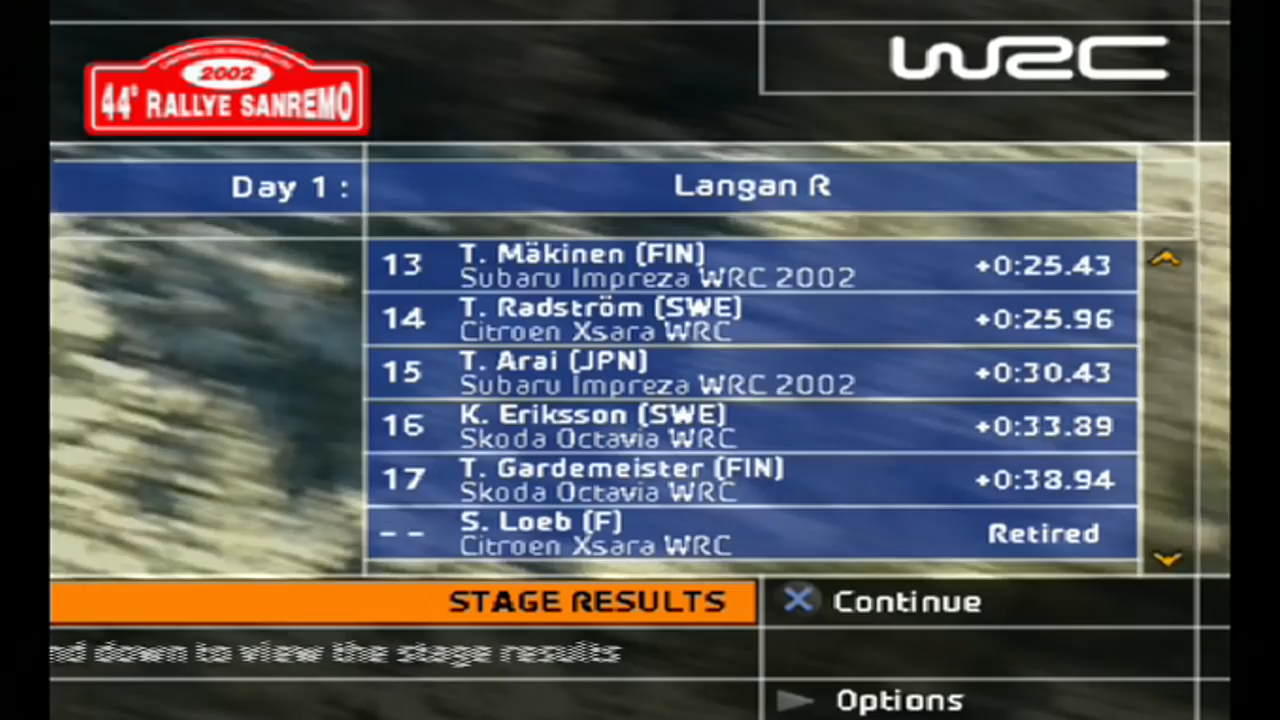 WRC
2002
44° RALLYE SANREMO
Day 1 :
Langan R
13 T. Mäkinen (FIN) +0:25.43
Subaru Impreza WRC 2002
14 T. Radström (SWE) +0:25.96
Citroen Xsara WRC
15 T. Arai (JPN) +0:30.43
Subaru Impreza WRC 2002
16 K. Eriksson (SWE) +0:33.89
Skoda Octavia WRC
17 T. Gardemeister (FIN) +0:38.94
Skoda Octavia WRC
-- S. Loeb (F) Retired
Citroen Xsara WRC
STAGE RESULTS
Continue
nd down to view the stage results
Options